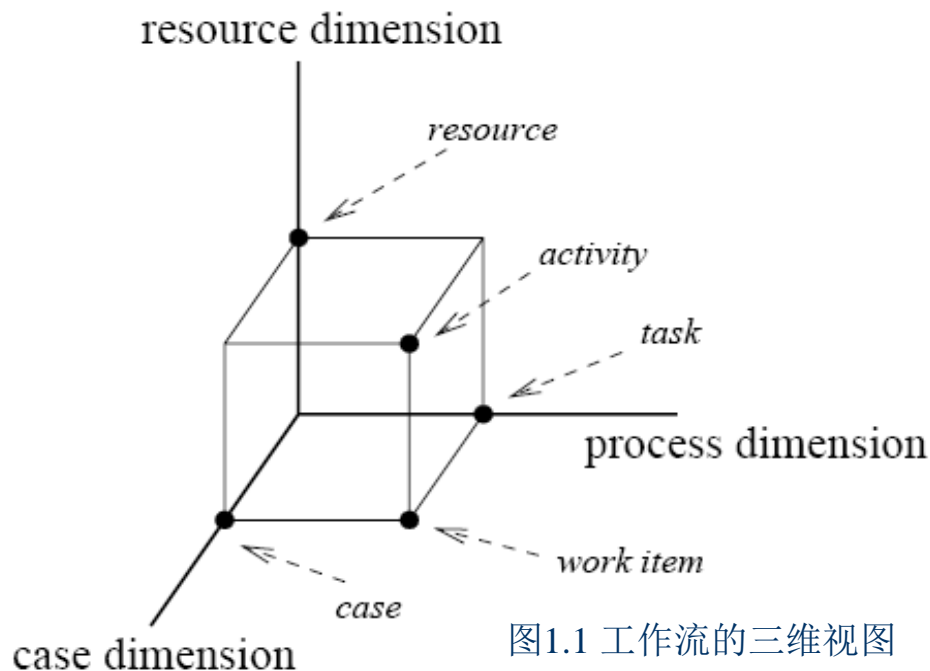 resource dimension
resource
activity
task
process dimension
work item
case
case dimension
图1.1 工作流的三维视图